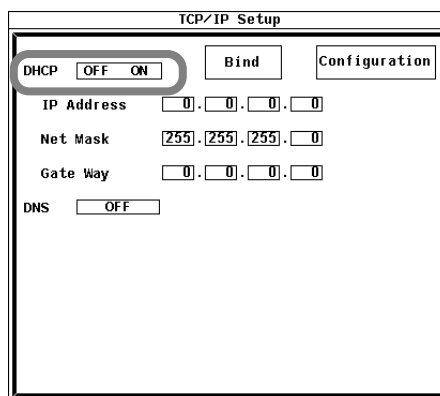 TCP/IP Setup
DHCP OFF ON Bind Configuration
IP Address 0. 0. 0. 0
Net Mask 255. 255. 255. 0
Gate Way 0. 0. 0. 0
DNS OFF